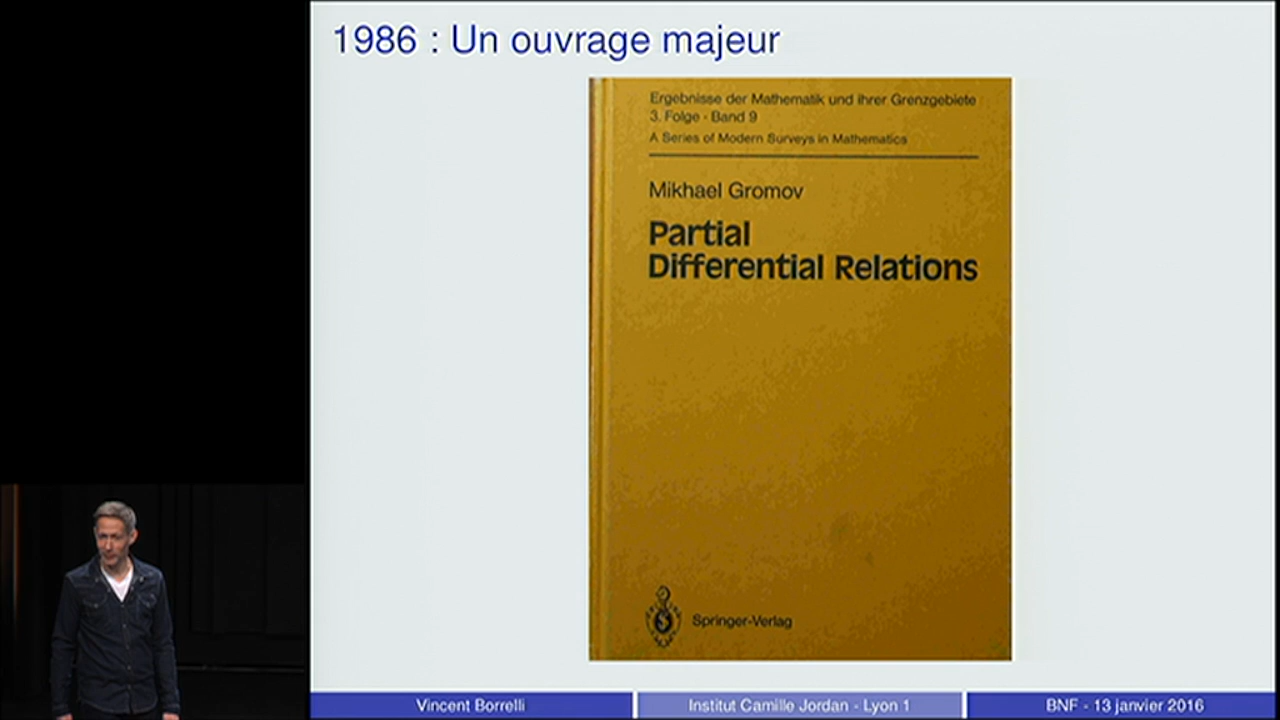 1986 : Un ouvrage majeur
Ergebnisse der Mathematik und ihrer Grenzgebiete
3. Folge · Band 9
A Series of Modern Surveys in Mathematics
Mikhael Gromov
Partial
Differential Relations
Springer-Verlag
Vincent Borrelli
Institut Camille Jordan - Lyon 1
BNF - 13 janvier 2016